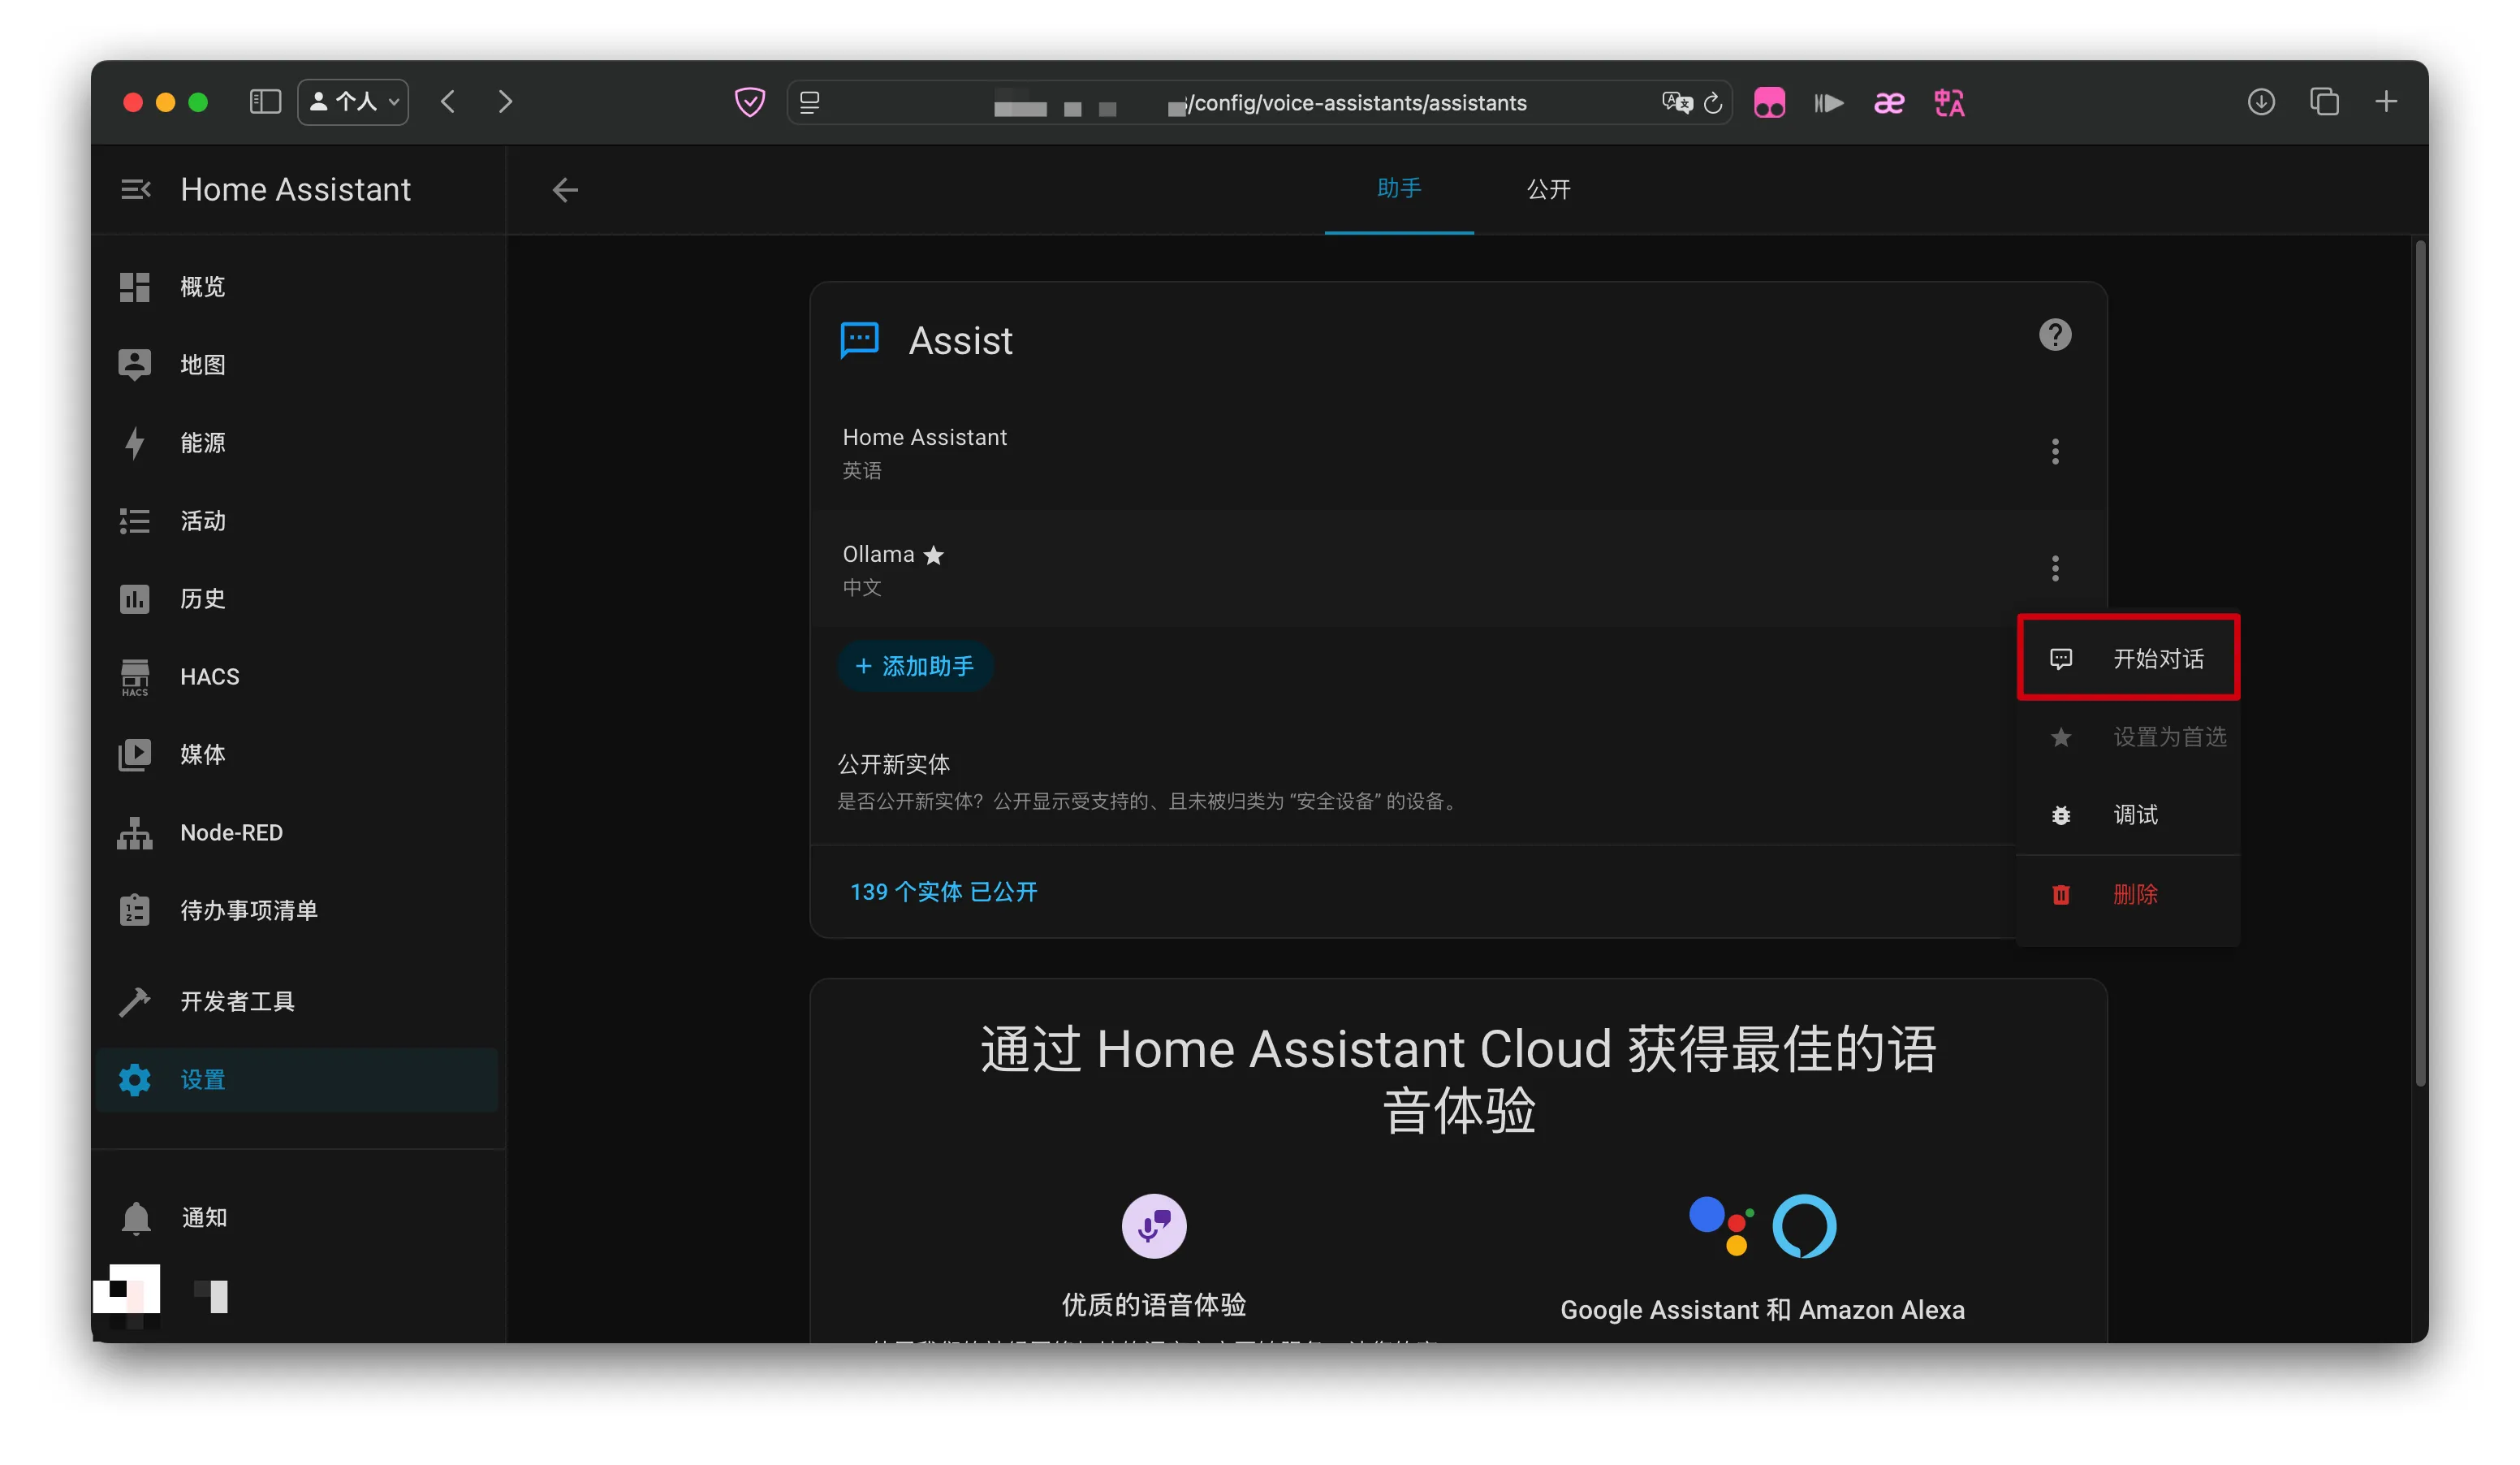 个人
/config/voice-assistants/assistants
Home Assistant
助手
公开
概览
地图
能源
活动
历史
HACS
HACS
媒体
Node-RED
待办事项清单
开发者工具
设置
通知
Assist
Home Assistant
英语
Ollama
中文
添加助手
公开新实体
是否公开新实体？公开显示受支持的、且未被归类为 “安全设备” 的设备。
139 个实体 已公开
开始对话
设置为首选
调试
删除
通过 Home Assistant Cloud 获得最佳的语
音体验
优质的语音体验
Google Assistant 和 Amazon Alexa